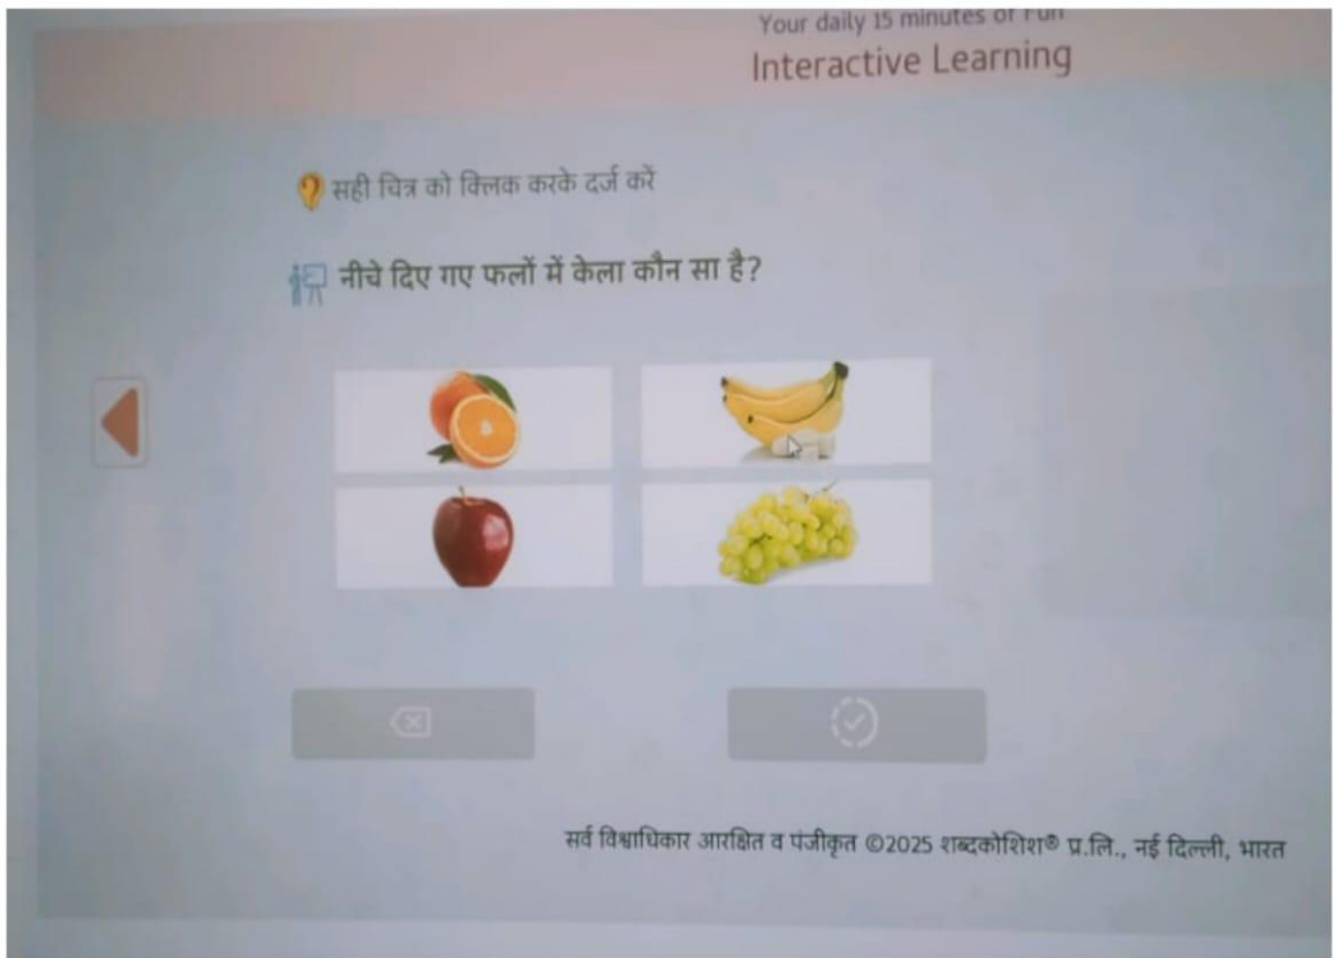 Your daily 15 minutes of Fun
Interactive Learning
सही चित्र को क्लिक करके दर्ज करें
नीचे दिए गए फलों में केला कौन सा है?
सर्व विश्वाधिकार आरक्षित व पंजीकृत ©2025 शब्दकोशिश® प्र.लि., नई दिल्ली, भारत